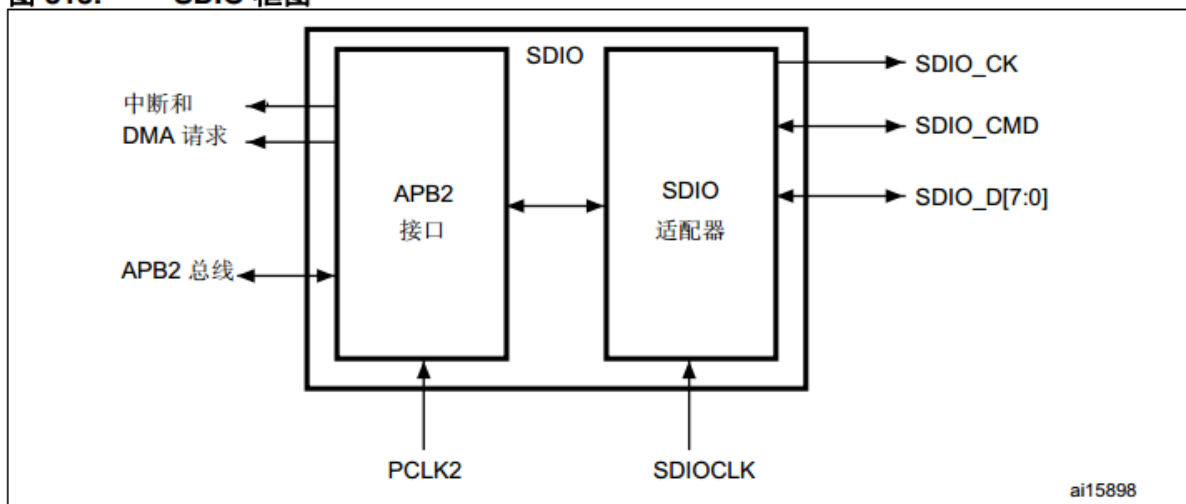 SDIO
SDIO_CK
中断和
DMA 请求
SDIO_CMD
APB2
接口
SDIO
适配器
SDIO_D[7:0]
APB2 总线
PCLK2
SDIOCLK
ai15898